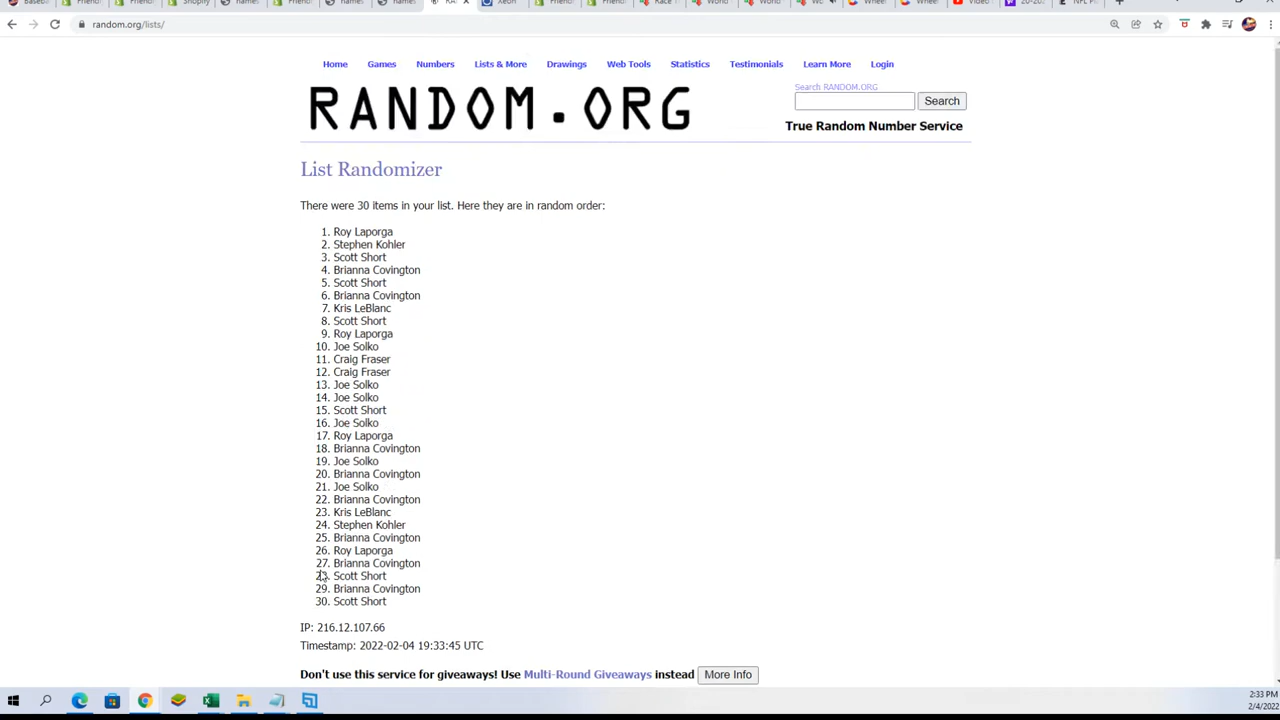 random.org/lists/
Home Games Numbers Lists & More Drawings Web Tools Statistics Testimonials Learn More Login
RANDOM.ORG
Search RANDOM.ORG
Search
True Random Number Service
List Randomizer
There were 30 items in your list. Here they are in random order:
1. Roy Laporga
2. Stephen Kohler
3. Scott Short
4. Brianna Covington
5. Scott Short
6. Brianna Covington
7. Kris LeBlanc
8. Scott Short
9. Roy Laporga
10. Joe Solko
11. Craig Fraser
12. Craig Fraser
13. Joe Solko
14. Joe Solko
15. Scott Short
16. Joe Solko
17. Roy Laporga
18. Brianna Covington
19. Joe Solko
20. Brianna Covington
21. Joe Solko
22. Brianna Covington
23. Kris LeBlanc
24. Stephen Kohler
25. Brianna Covington
26. Roy Laporga
27. Brianna Covington
Scott Short
29. Brianna Covington
30. Scott Short
IP: 216.12.107.66
Timestamp: 2022-02-04 19:33:45 UTC
Don't use this service for giveaways! Use Multi-Round Giveaways instead More Info
2:33 PM
2/4/2022